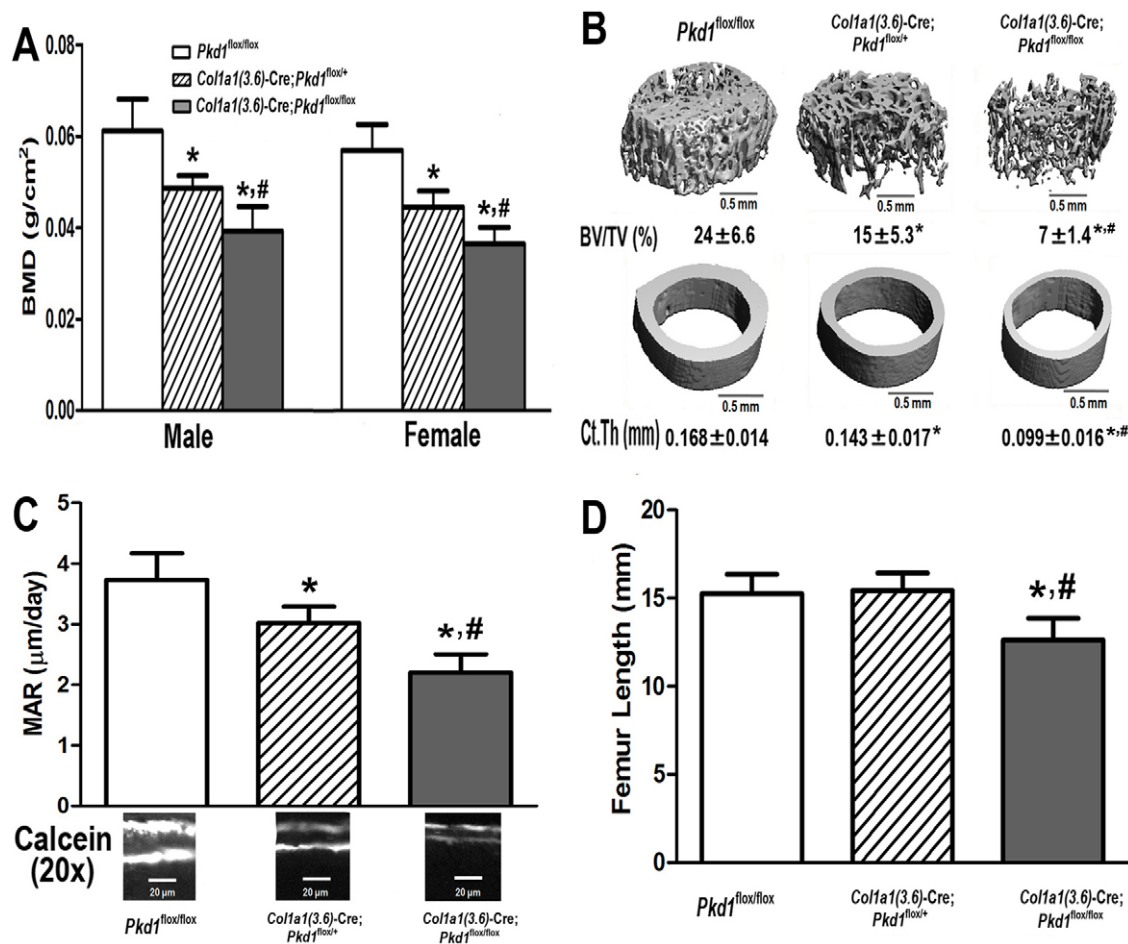 A
Pkd1flox/flox
Col1a1(3.6)-Cre;Pkd1flox/+
Col1a1(3.6)-Cre;Pkd1flox/flox
BMD (g/cm2)
0.08
0.06
0.04
0.02
0.00
*
*,#
*
*,#
Male
Female
B
Pkd1flox/flox
Col1a1(3.6)-Cre;
Pkd1flox/+
Col1a1(3.6)-Cre;
Pkd1flox/flox
0.5 mm
0.5 mm
0.5 mm
BV/TV (%) 24±6.6 15±5.3* 7±1.4*,#
0.5 mm
0.5 mm
0.5 mm
Ct.Th (mm) 0.168±0.014 0.143±0.017* 0.099±0.016*,#
C
MAR (μm/day)
5
4
3
2
1
0
*
*,#
Calcein
(20x)
20 μm
20 μm
20 μm
Pkd1flox/flox
Col1a1(3.6)-Cre;
Pkd1flox/+
Col1a1(3.6)-Cre;
Pkd1flox/flox
D
Femur Length (mm)
20
15
10
5
0
*,#
Pkd1flox/flox
Col1a1(3.6)-Cre;
Pkd1flox/+
Col1a1(3.6)-Cre;
Pkd1flox/flox